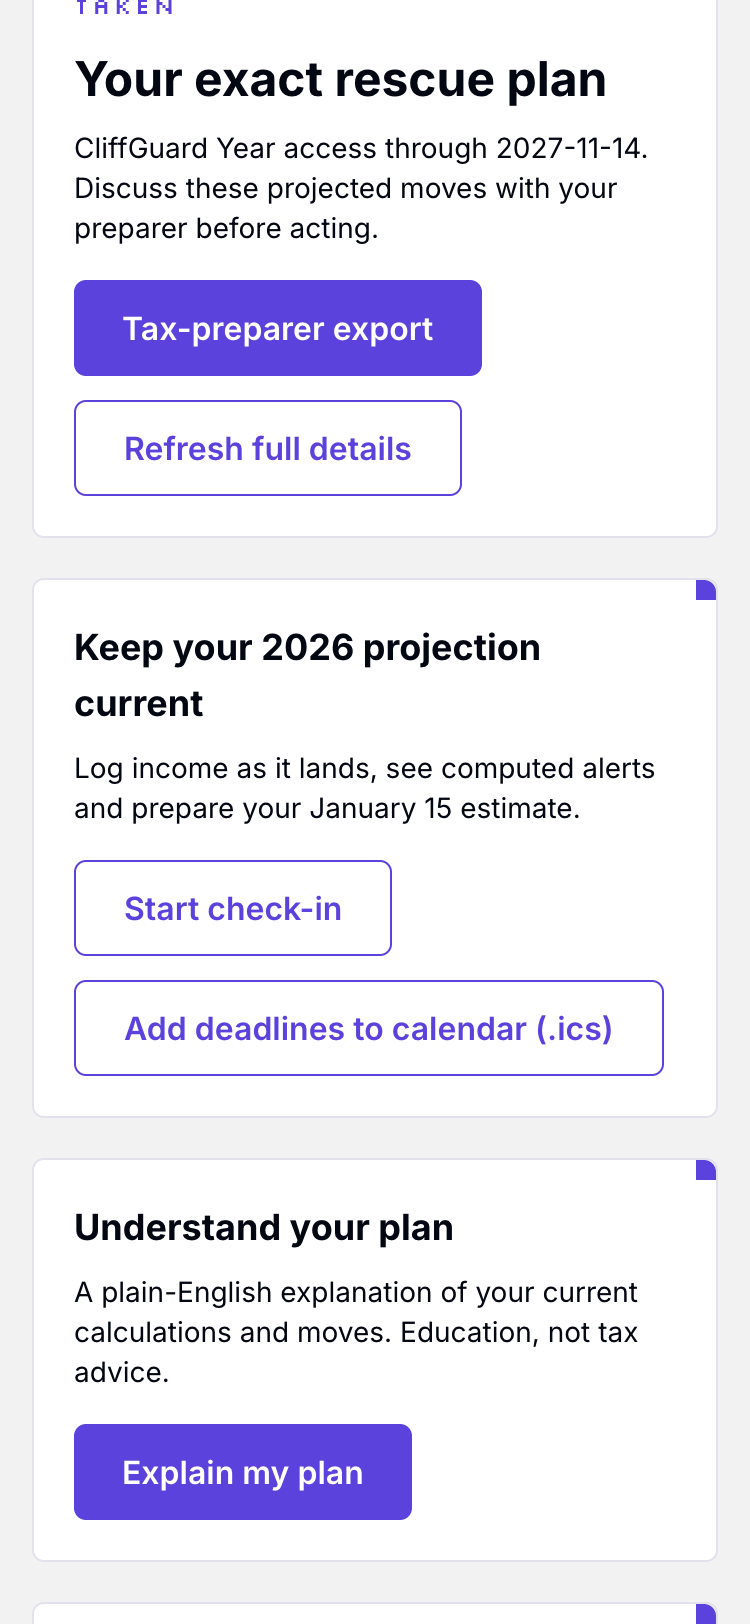 TAKEN
Your exact rescue plan
CliffGuard Year access through 2027-11-14.
Discuss these projected moves with your
preparer before acting.
Tax-preparer export
Refresh full details
Keep your 2026 projection
current
Log income as it lands, see computed alerts
and prepare your January 15 estimate.
Start check-in
Add deadlines to calendar (.ics)
Understand your plan
A plain-English explanation of your current
calculations and moves. Education, not tax
advice.
Explain my plan